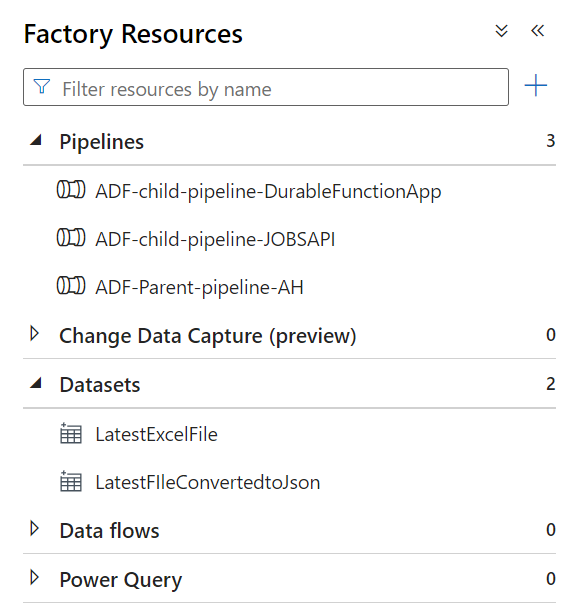 Factory Resources
Filter resources by name
Pipelines 3
ADF-child-pipeline-DurableFunctionApp
ADF-child-pipeline-JOBSAPI
ADF-Parent-pipeline-AH
Change Data Capture (preview) 0
Datasets 2
LatestExcelFile
LatestFIleConvertedtoJson
Data flows 0
Power Query 0